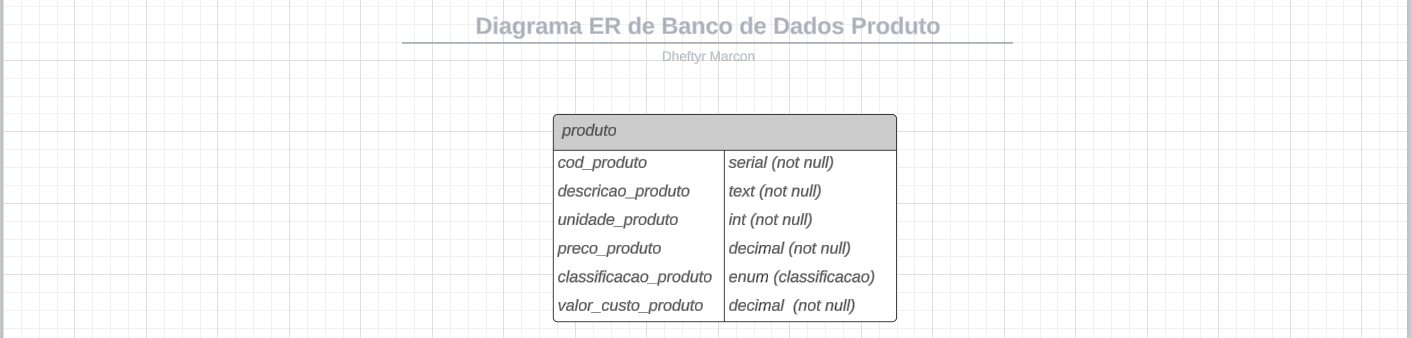 Diagrama ER de Banco de Dados Produto
Dheftyr Marcon
produto
cod_produto serial (not null)
descricao_produto text (not null)
unidade_produto int (not null)
preco_produto decimal (not null)
classificacao_produto enum (classificacao)
valor_custo_produto decimal  (not null)